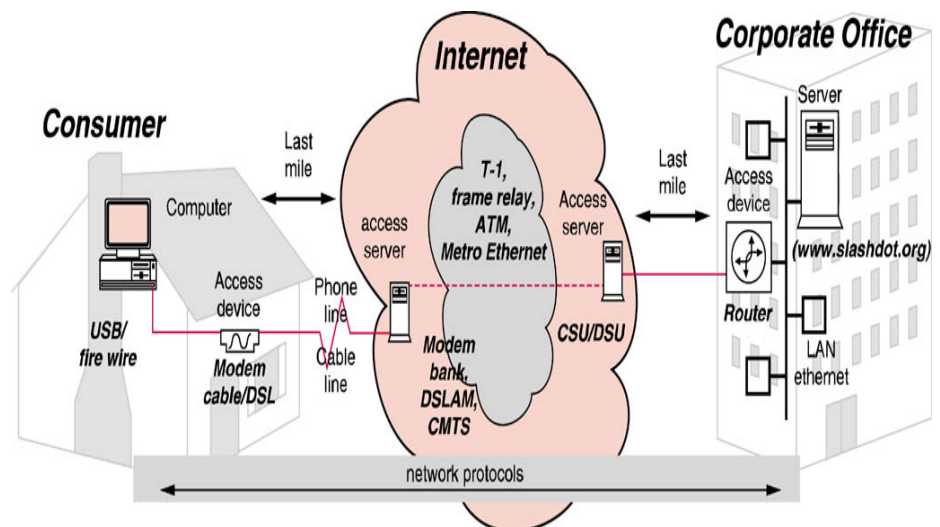 Consumer
Internet
Corporate Office
Last
mile
Computer
Access
device
USB/
fire wire
Modem
cable/DSL
Phone
line
Cable
line
access
server
T-1,
frame relay,
ATM,
Metro Ethernet
Modem
bank,
DSLAM,
CMTS
Access
server
CSU/DSU
Last
mile
Server
Access
device
(www.slashdot.org)
Router
LAN
ethernet
network protocols